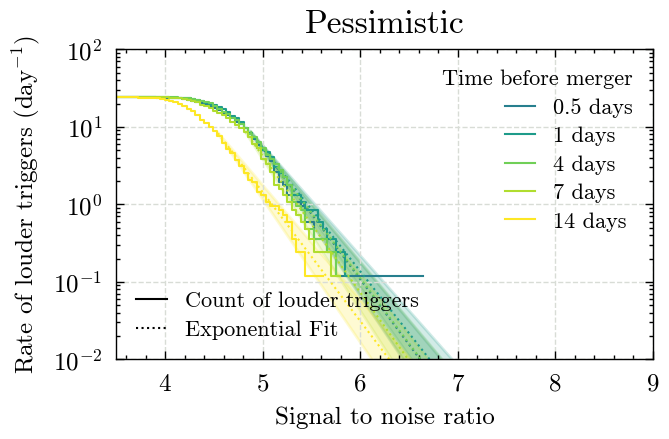 Pessimistic
Rate of louder triggers (day⁻¹)
10²
10¹
10⁰
10⁻¹
10⁻²
Time before merger
0.5 days
1 days
4 days
7 days
14 days
Count of louder triggers
Exponential Fit
4 5 6 7 8 9
Signal to noise ratio